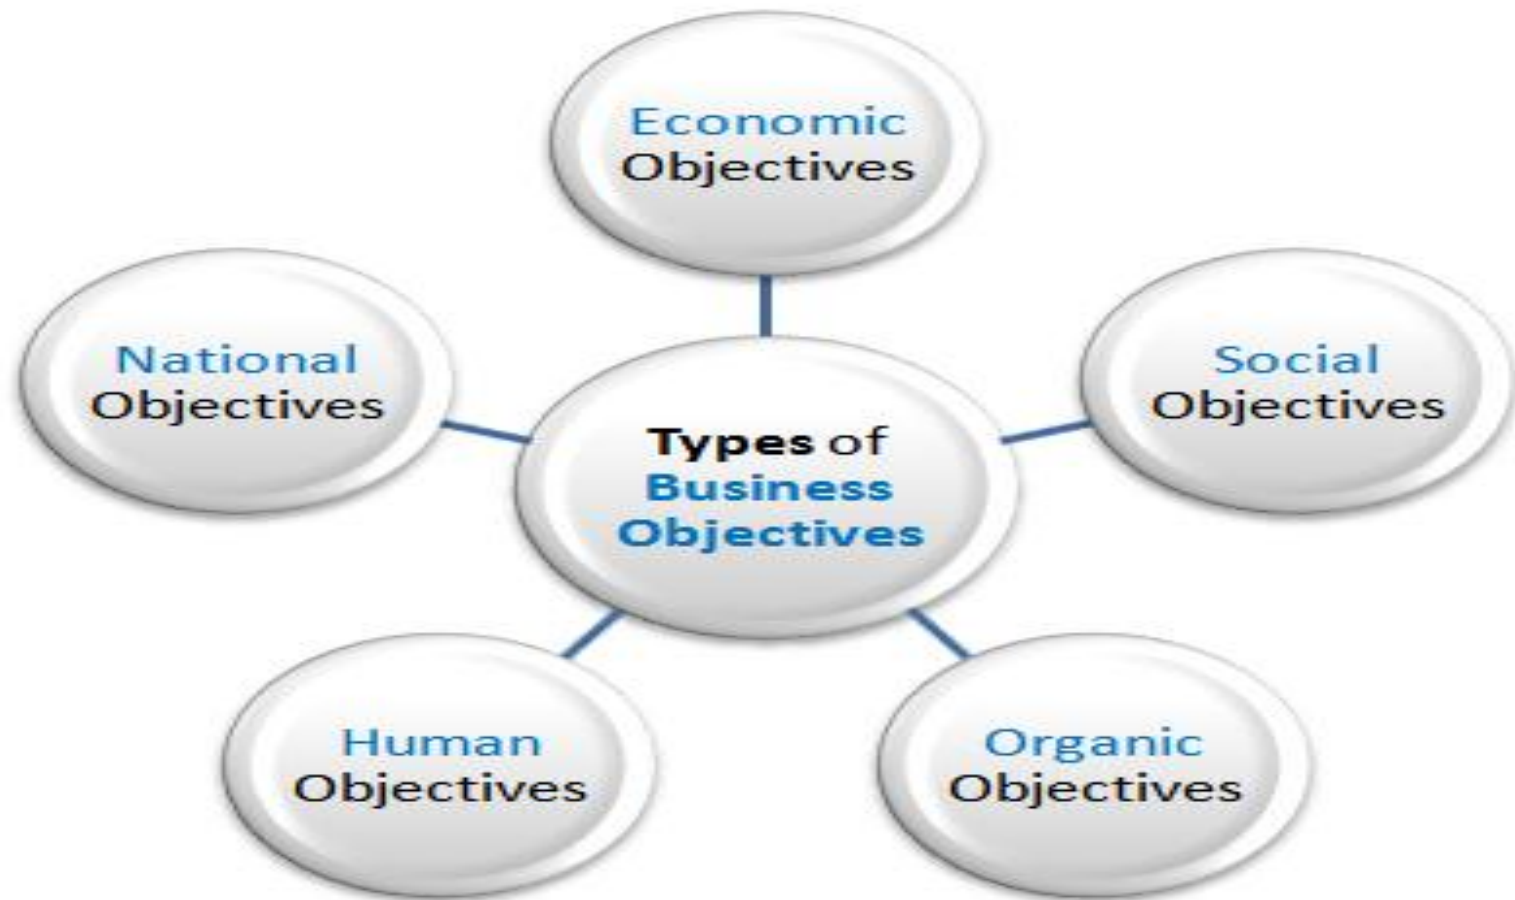 Economic
Objectives
National
Objectives
Social
Objectives
Types of
Business
Objectives
Human
Objectives
Organic
Objectives